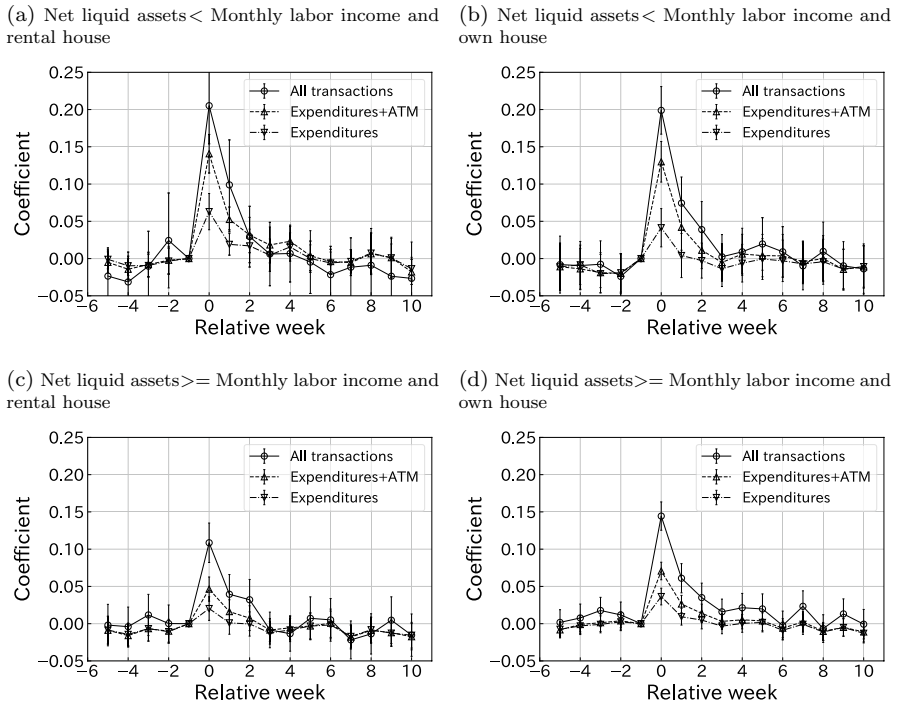 (a) Net liquid assets< Monthly labor income and
rental house
0.25
0.20
0.15
0.10
0.05
0.00
−0.05
Coefficient
All transactions
Expenditures+ATM
Expenditures
−6 −4 −2 0 2 4 6 8 10
Relative week
(b) Net liquid assets< Monthly labor income and
own house
0.25
0.20
0.15
0.10
0.05
0.00
−0.05
Coefficient
All transactions
Expenditures+ATM
Expenditures
−6 −4 −2 0 2 4 6 8 10
Relative week
(c) Net liquid assets>= Monthly labor income and
rental house
0.25
0.20
0.15
0.10
0.05
0.00
−0.05
Coefficient
All transactions
Expenditures+ATM
Expenditures
−6 −4 −2 0 2 4 6 8 10
Relative week
(d) Net liquid assets>= Monthly labor income and
own house
0.25
0.20
0.15
0.10
0.05
0.00
−0.05
Coefficient
All transactions
Expenditures+ATM
Expenditures
−6 −4 −2 0 2 4 6 8 10
Relative week